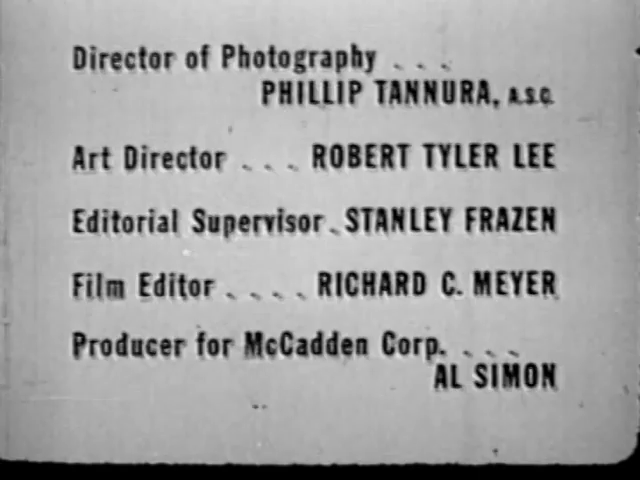 Director of Photography . . .
PHILLIP TANNURA, A.S.C.
Art Director . . . ROBERT TYLER LEE
Editorial Supervisor . STANLEY FRAZEN
Film Editor . . . . RICHARD C. MEYER
Producer for McCadden Corp. . . .
AL SIMON